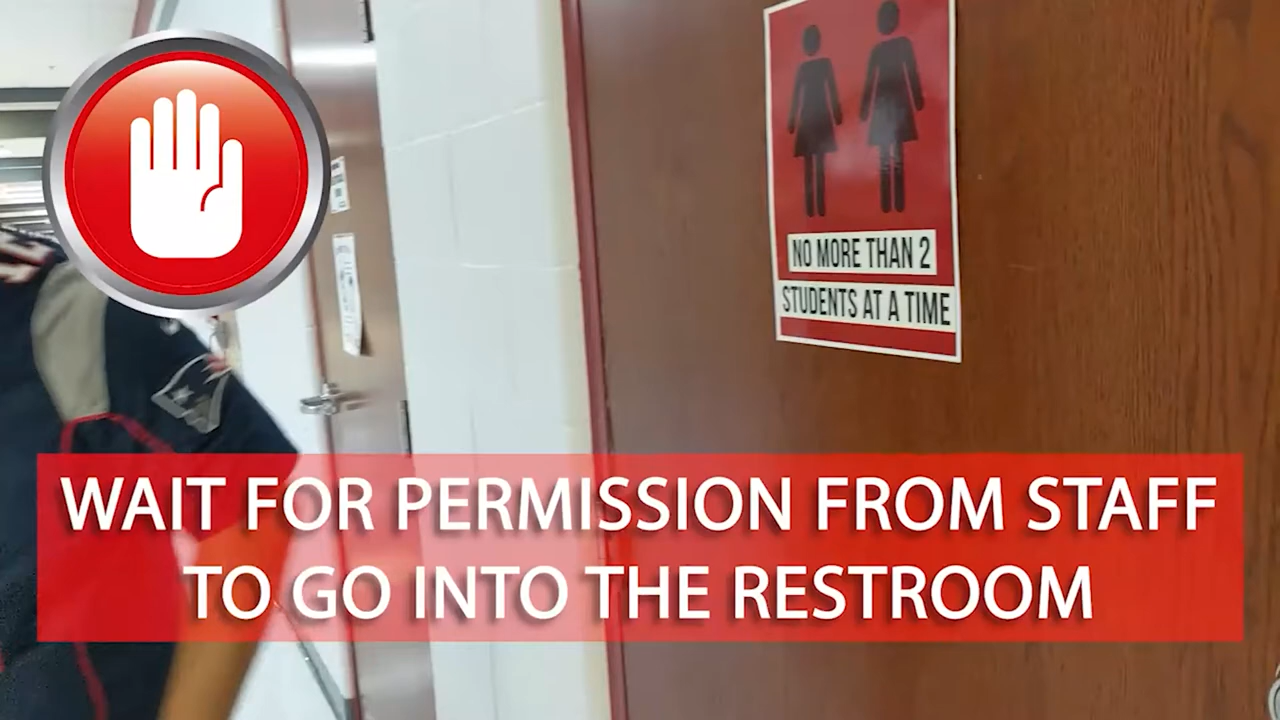 NO MORE THAN 2
STUDENTS AT A TIME
WAIT FOR PERMISSION FROM STAFF
TO GO INTO THE RESTROOM